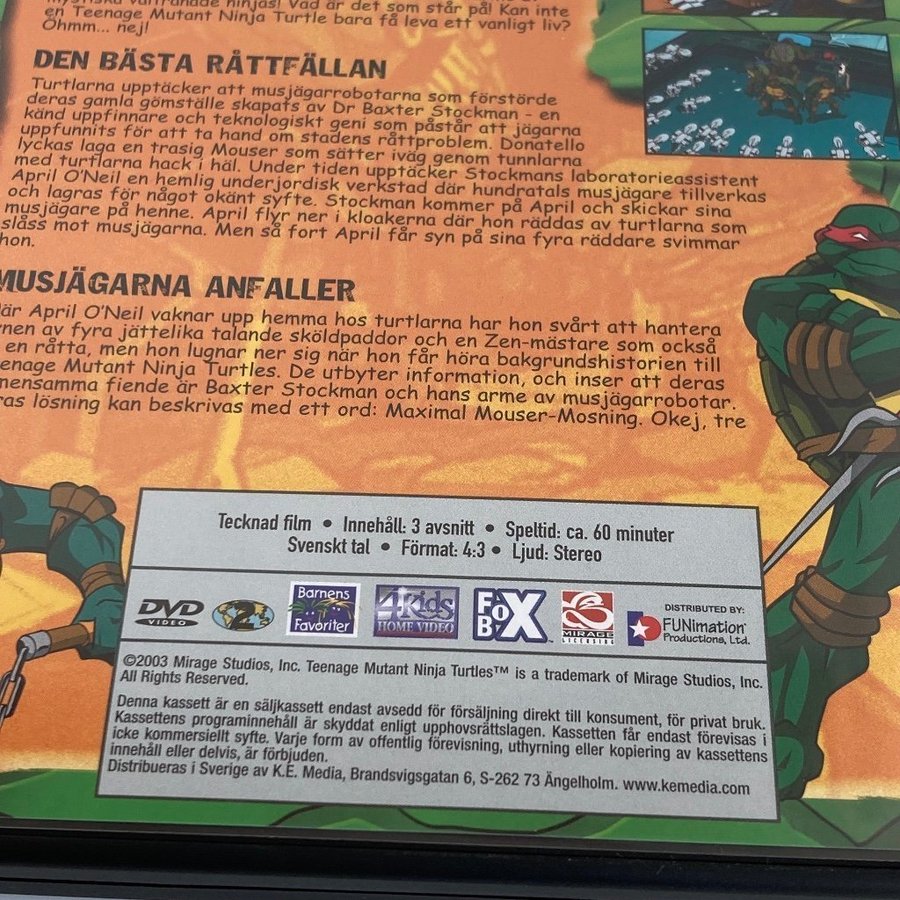 mystiska vältränade ninjas! Vad är det som står på! Kan inte
en Teenage Mutant Ninja Turtle bara få leva ett vanligt liv?
Ohmm... nej!
DEN BÄSTA RÅTTFÄLLAN
Turtlarna upptäcker att musjägarrobotarna som förstörde
deras gamla gömställe skapats av Dr Baxter Stockman - en
känd uppfinnare och teknologiskt geni som påstår att jägarna
uppfunnits för att ta hand om stadens råttproblem. Donatello
lyckas laga en trasig Mouser som sätter iväg genom tunnlarna
med turtlarna hack i häl. Under tiden upptäcker Stockmans laboratorieassistent
April O'Neil en hemlig underjordisk verkstad där hundratals musjägare tillverkas
och lagras för något okänt syfte. Stockman kommer på April och skickar sina
musjägare på henne. April flyr ner i kloakerna där hon räddas av turtlarna som
slåss mot musjägarna. Men så fort April får syn på sina fyra räddare svimmar
hon.
MUSJÄGARNA ANFALLER
är April O'Neil vaknar upp hemma hos turtlarna har hon svårt att hantera
nen av fyra jättelika talande sköldpaddor och en Zen-mästare som också
en råtta, men hon lugnar ner sig när hon får höra bakgrundshistorien till
eenage Mutant Ninja Turtles. De utbyter information, och inser att deras
mensamma fiende är Baxter Stockman och hans arme av musjägarrobotar.
ras lösning kan beskrivas med ett ord: Maximal Mouser-Mosning. Okej, tre
Tecknad film • Innehåll: 3 avsnitt • Speltid: ca. 60 minuter
Svenskt tal • Förmat: 4:3 • Ljud: Stereo
DVD
VIDEO
2
Barnens
Favoriter
4Kids
HOME VIDEO
FOX
BOX
MIRAGE
LICENSING
DISTRIBUTED BY:
FUNimation
Productions, Ltd.
©2003 Mirage Studios, Inc. Teenage Mutant Ninja Turtles™ is a trademark of Mirage Studios, Inc.
All Rights Reserved.
Denna kassett är en säljkassett endast avsedd för försäljning direkt till konsument, för privat bruk.
Kassettens programinnehåll är skyddat enligt upphovsrättslagen. Kassetten får endast förevisas i
icke kommersiellt syfte. Varje form av offentlig förevisning, uthyrning eller kopiering av kassettens
innehåll eller delvis, är förbjuden.
Distribueras i Sverige av K.E. Media, Brandsvigsgatan 6, S-262 73 Ängelholm. www.kemedia.com